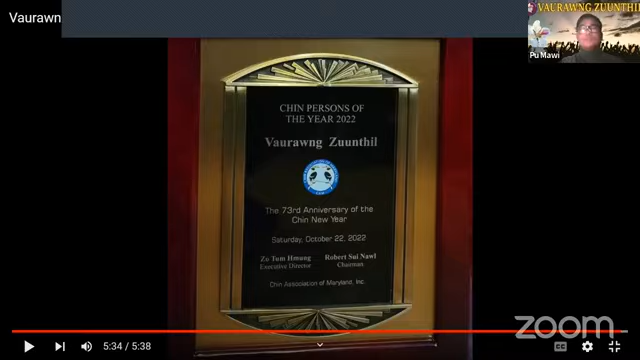 Vaurawn
VAURAWNG ZUUNTHIL
Pu Mawi
CHIN PERSONS OF
THE YEAR 2022
Vaurawng Zuunthil
The 73rd Anniversary of the
Chin New Year
Saturday, October 22, 2022
Zo Tum Hmung
Executive Director
Robert Sui Nawl
Chairman
Chin Association of Maryland, Inc.
zoom
5:34 / 5:38
CC